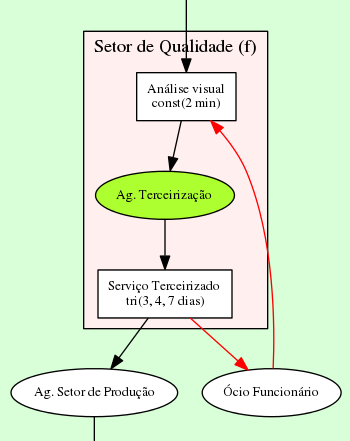 Setor de Qualidade (f)
Análise visual
const(2 min)
Ag. Terceirização
Serviço Terceirizado
tri(3, 4, 7 dias)
Ag. Setor de Produção
Ócio Funcionário